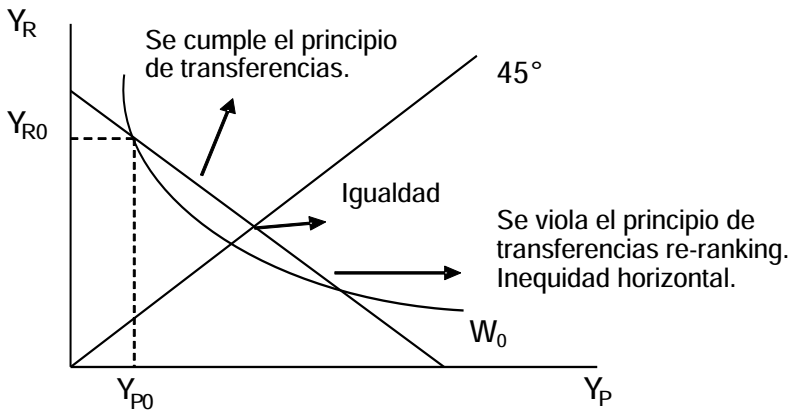 Y_R
Se cumple el principio
de transferencias.
45°
Y_R0
Igualdad
Se viola el principio de
transferencias re-ranking.
Inequidad horizontal.
W_0
Y_P0
Y_P